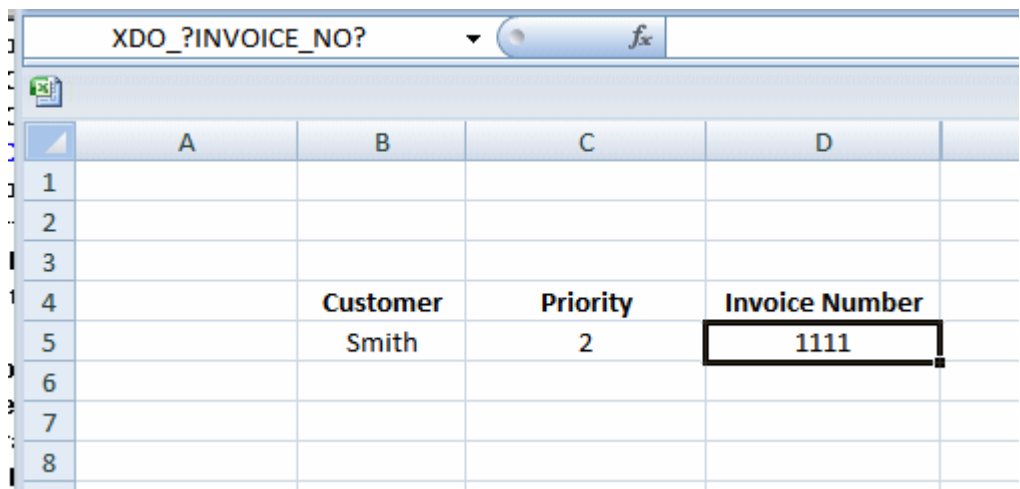 XDO_?INVOICE_NO? fx
A B C D
1
2
3
4 Customer Priority Invoice Number
5 Smith 2 1111
6
7
8